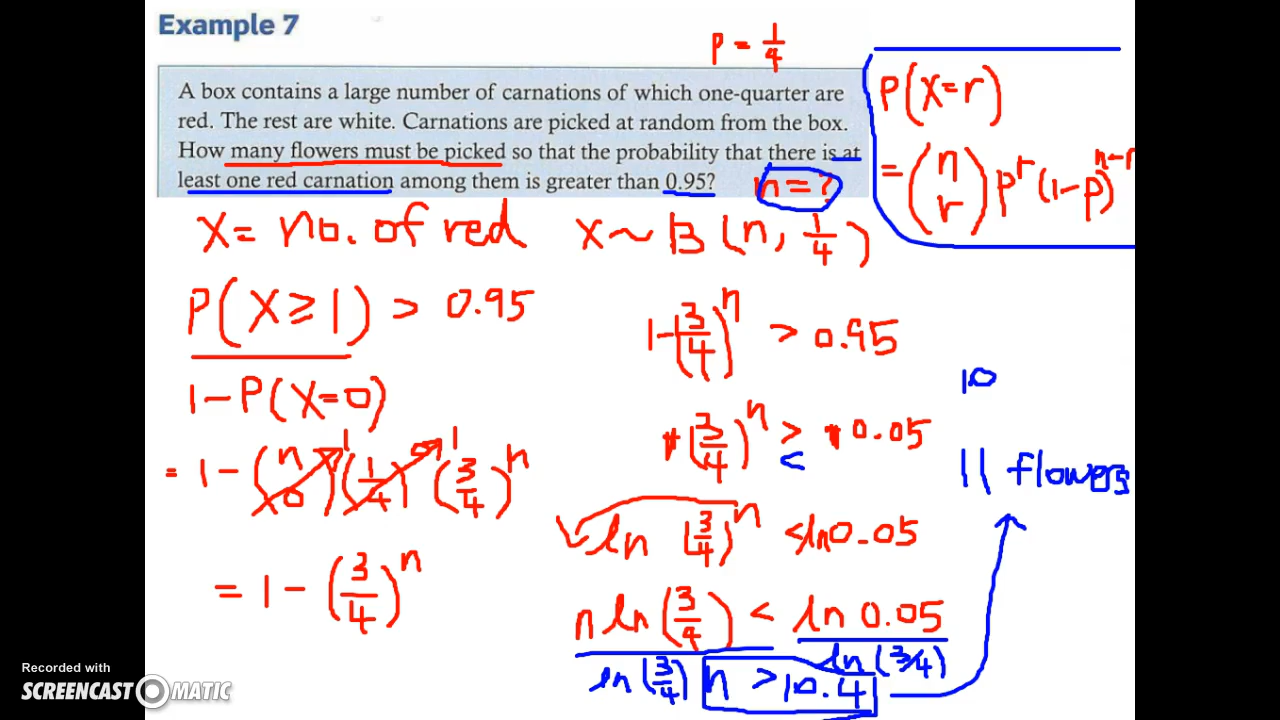 Example 7
p = 1/4
A box contains a large number of carnations of which one-quarter are
red. The rest are white. Carnations are picked at random from the box.
How many flowers must be picked so that the probability that there is at
least one red carnation among them is greater than 0.95?
n = ?
P(X=r)
= (n r) p^r (1-p)^n-r
X = no. of red
X ~ B(n, 1/4)
P(X ≥ 1) > 0.95
1 - P(X=0)
= 1 - (n 0) 1 (1/4)^0 1 (3/4)^n
= 1 - (3/4)^n
1 - (3/4)^n > 0.95
(3/4)^n > 0.05
<
ln (3/4)^n < ln 0.05
n ln (3/4) < ln 0.05
ln (3/4) ln (3/4)
n > 10.4
10
11 flowers
Recorded with
SCREENCAST O MATIC